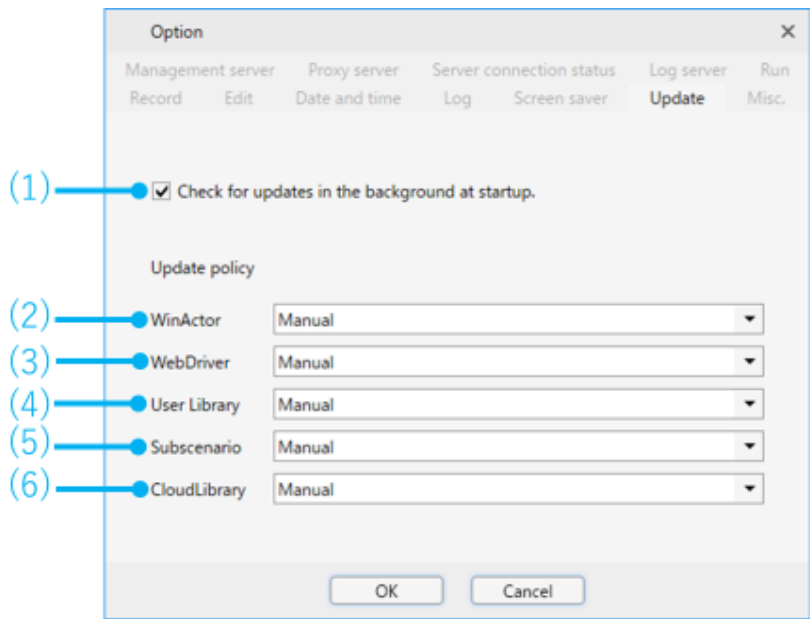 Option
Management server Proxy server Server connection status Log server Run
Record Edit Date and time Log Screen saver Update Misc.
(1) Check for updates in the background at startup.
Update policy
(2) WinActor Manual
(3) WebDriver Manual
(4) User Library Manual
(5) Subscenario Manual
(6) CloudLibrary Manual
OK Cancel